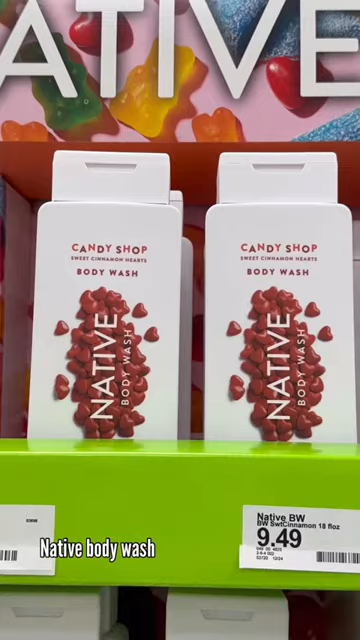 NATIVE
CANDY SHOP
SWEET CINNAMON HEARTS
BODY WASH
NATIVE
BODY WASH
CANDY SHOP
SWEET CINNAMON HEARTS
BODY WASH
NATIVE
BODY WASH
Native BW
BW SwtCinnamon 18 floz
9.49
Native body wash